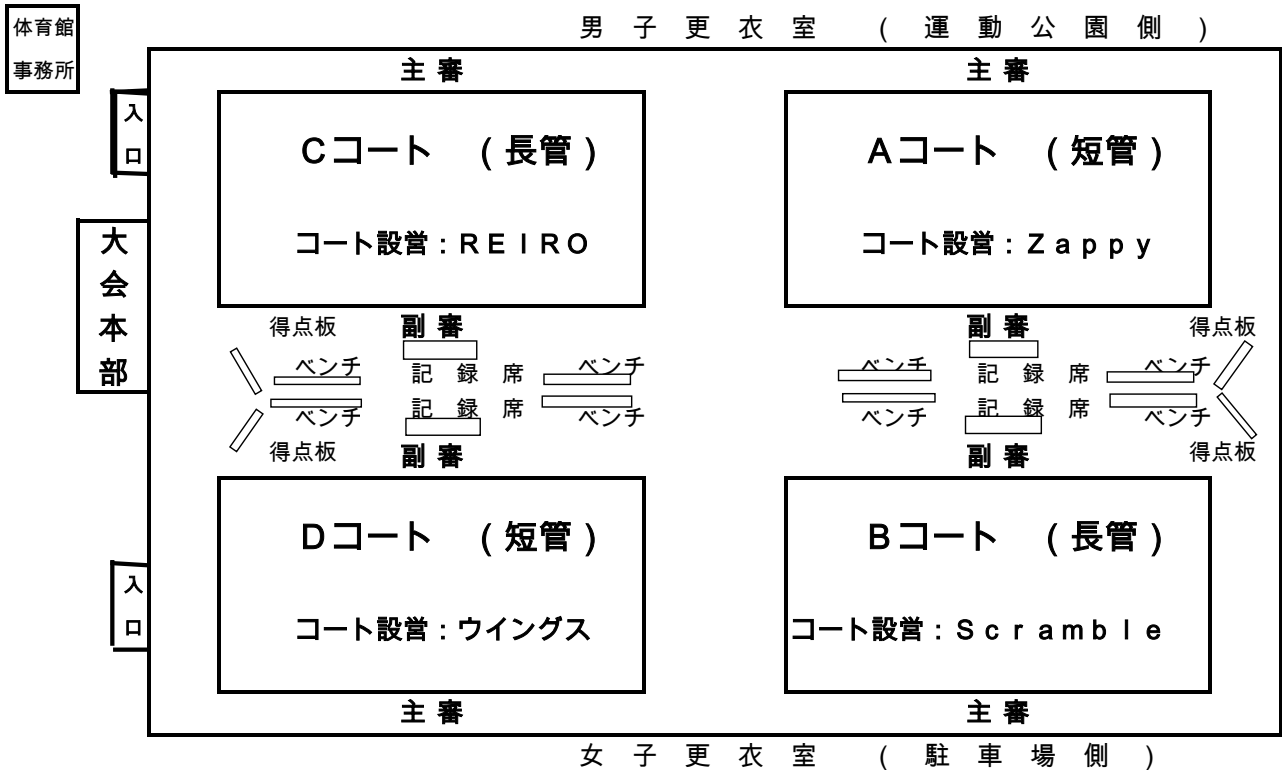 体育館
事務所
男子更衣室 (運動公園側)
主審
主審
入口
Cコート (長管)
コート設営:REIRO
Aコート (短管)
コート設営:Zappy
大会本部
得点板
副審
副審
得点板
ベンチ
記録席
ベンチ
ベンチ
記録席
ベンチ
ベンチ
記録席
ベンチ
ベンチ
記録席
ベンチ
得点板
副審
副審
得点板
入口
Dコート (短管)
コート設営:ウイングス
Bコート (長管)
コート設営:Scramble
主審
主審
女子更衣室 (駐車場側)